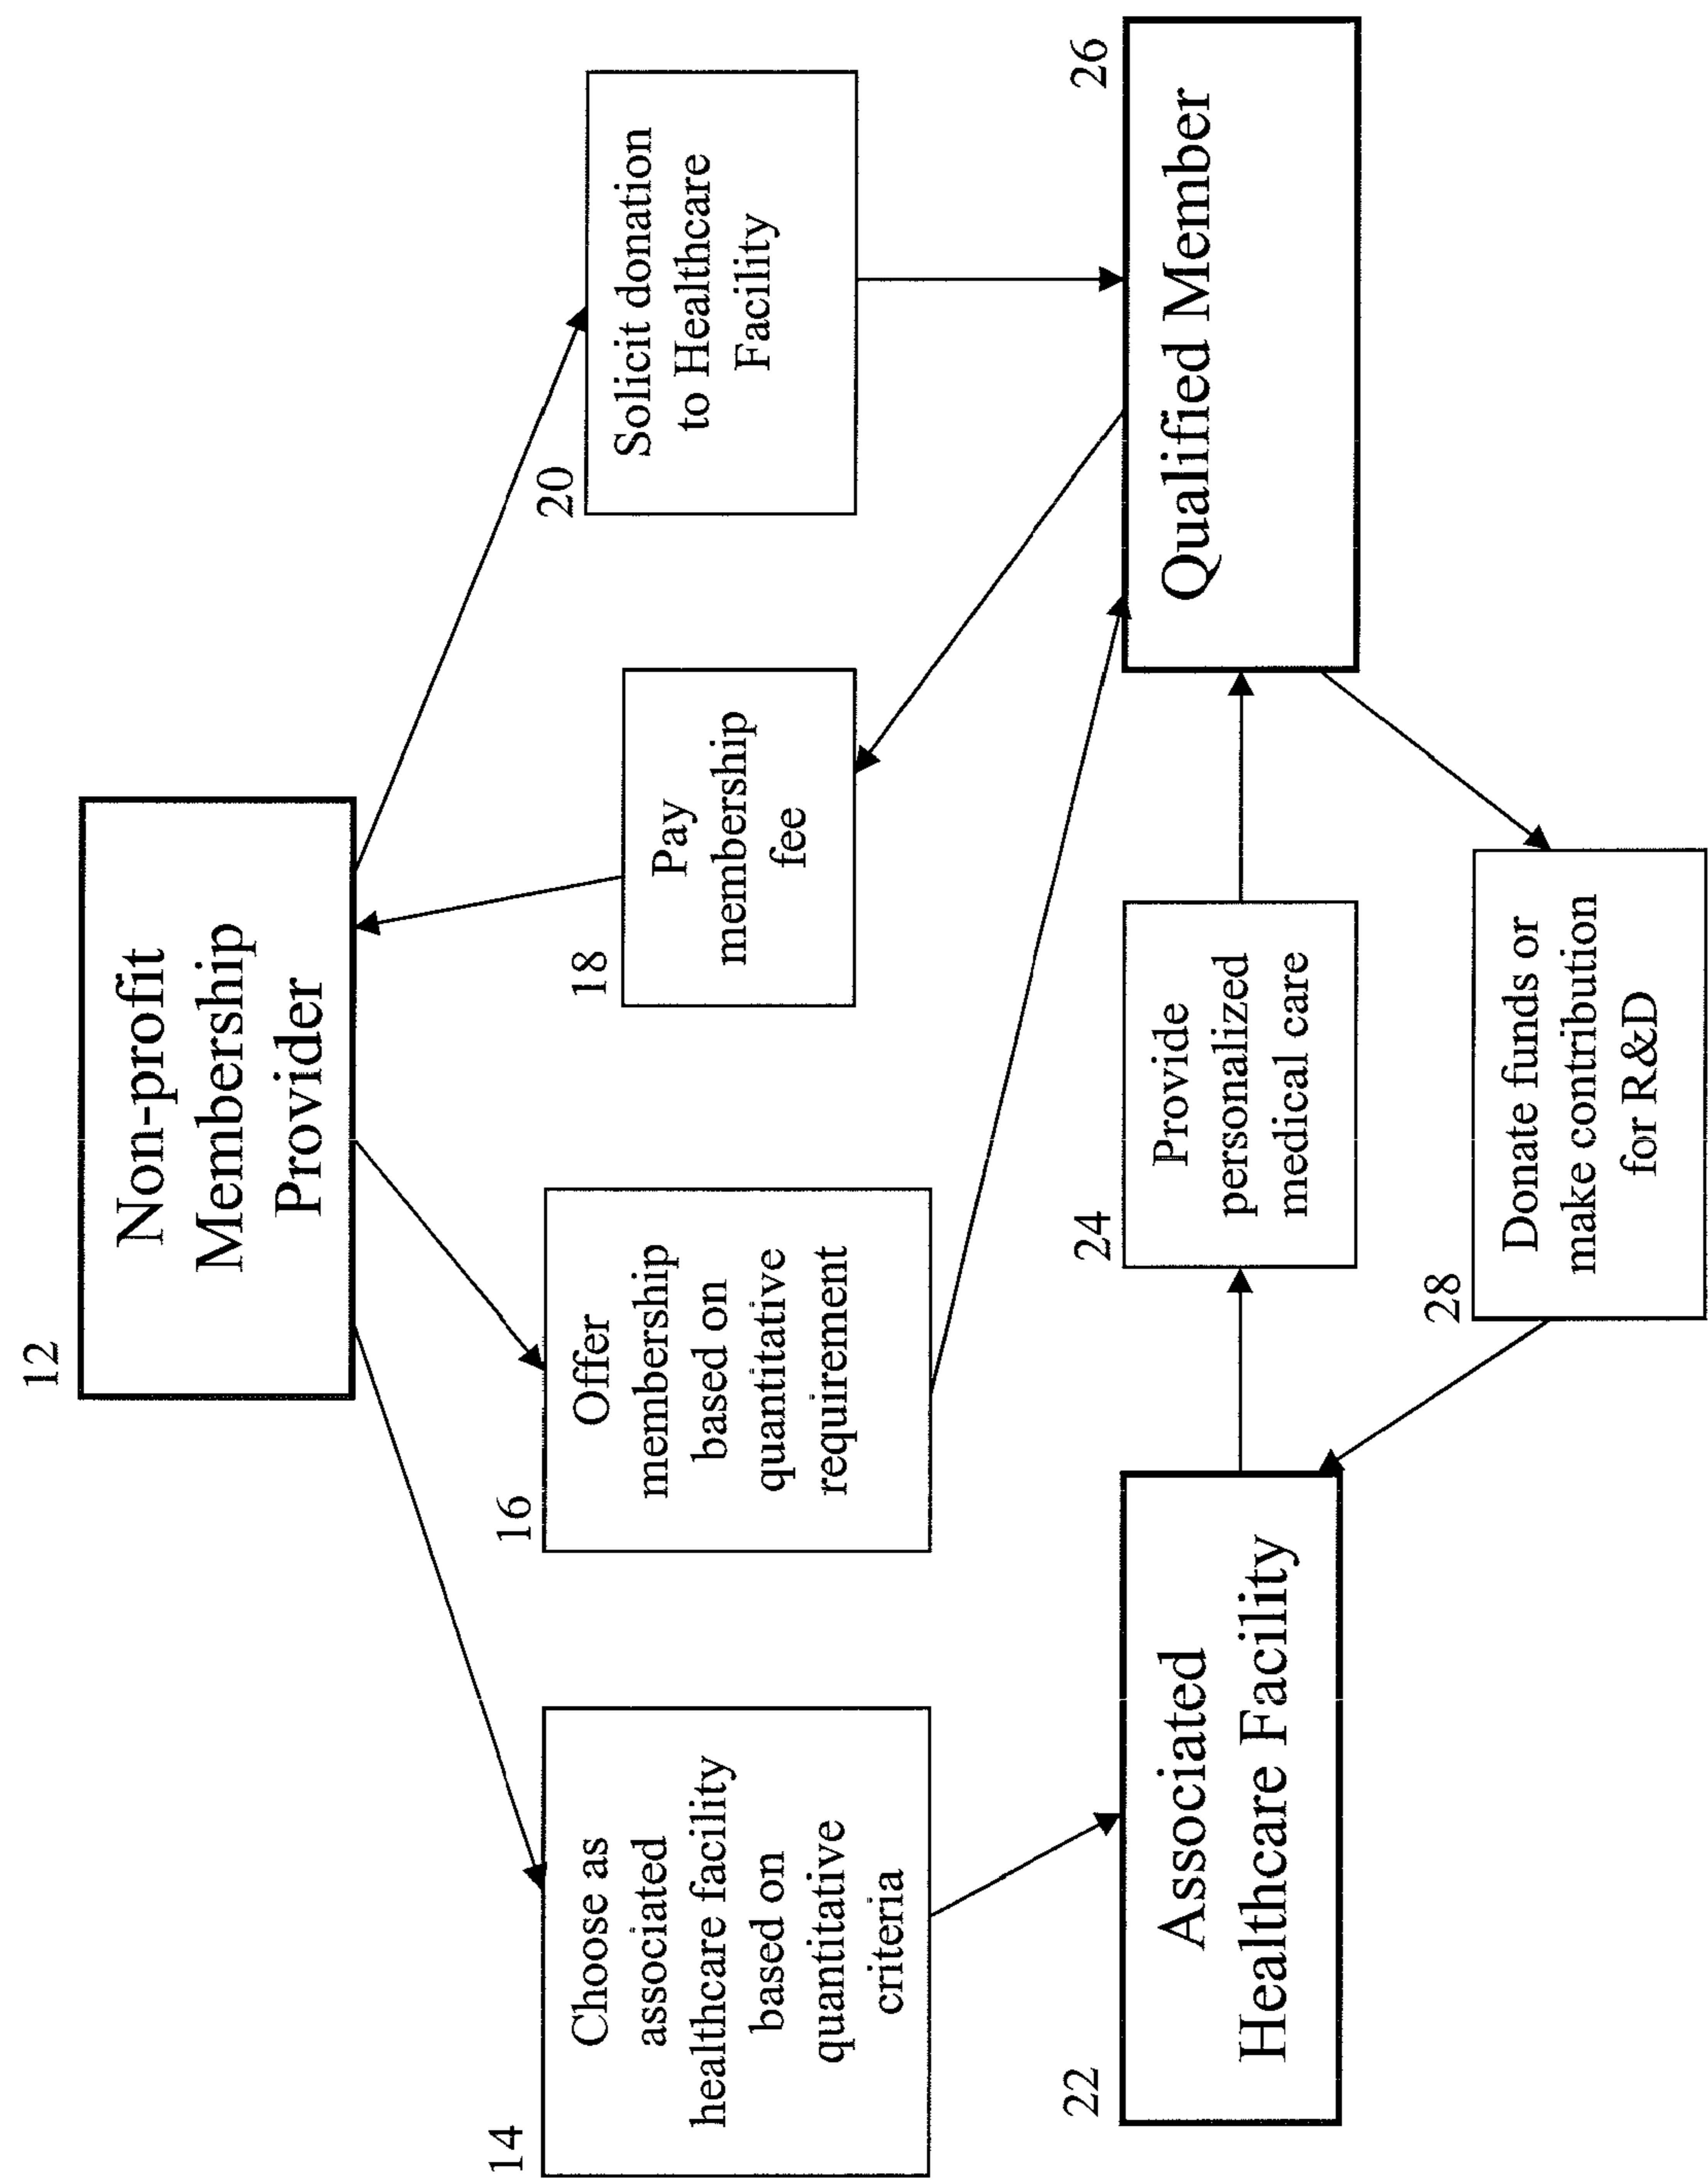 12
Non-profit
Membership
Provider
14
Choose as
associated
healthcare facility
based on
quantitative
criteria
16
Offer
membership
based on
quantitative
requirement
18
Pay
membership
fee
20
Solicit donation
to Healthcare
Facility
22
Associated
Healthcare Facility
24
Provide
personalized
medical care
26
Qualified Member
28
Donate funds or
make contribution
for R&D